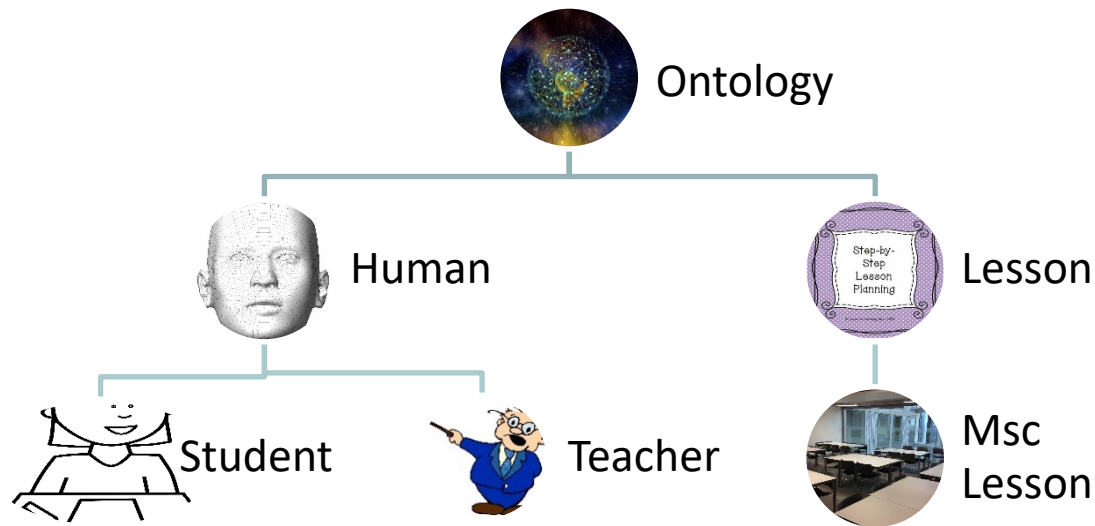 Ontology
Human
Lesson
Step-by-
Step
Lesson
Planning
Student
Teacher
Msc
Lesson